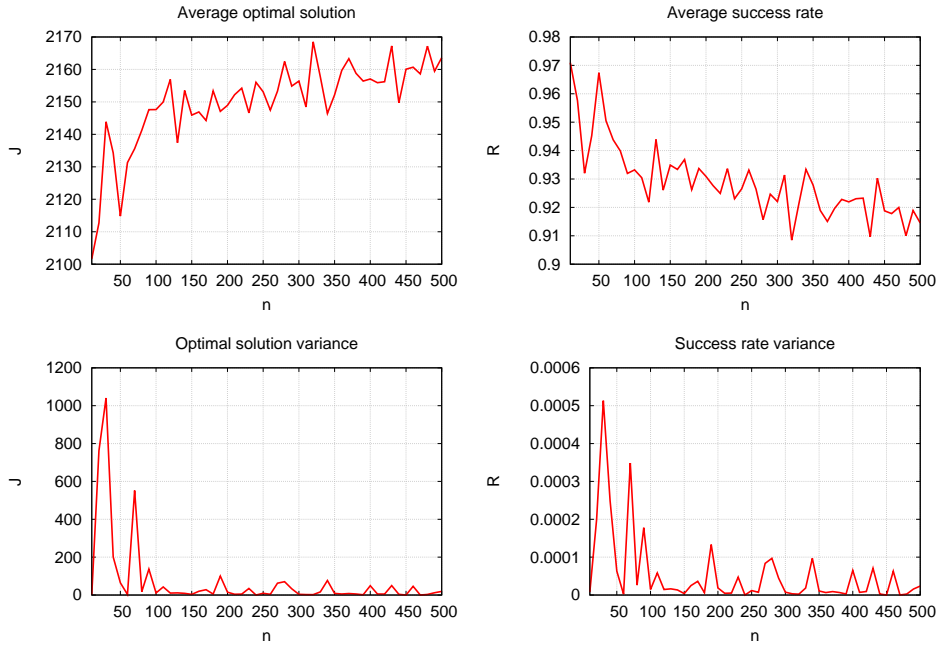 Average optimal solution
2170
2160
2150
2140
2130
2120
2110
2100
J
50 100 150 200 250 300 350 400 450 500
n
Average success rate
0.98
0.97
0.96
0.95
0.94
0.93
0.92
0.91
0.9
R
50 100 150 200 250 300 350 400 450 500
n
Optimal solution variance
1200
1000
800
600
400
200
0
J
50 100 150 200 250 300 350 400 450 500
n
Success rate variance
0.0006
0.0005
0.0004
0.0003
0.0002
0.0001
0
R
50 100 150 200 250 300 350 400 450 500
n